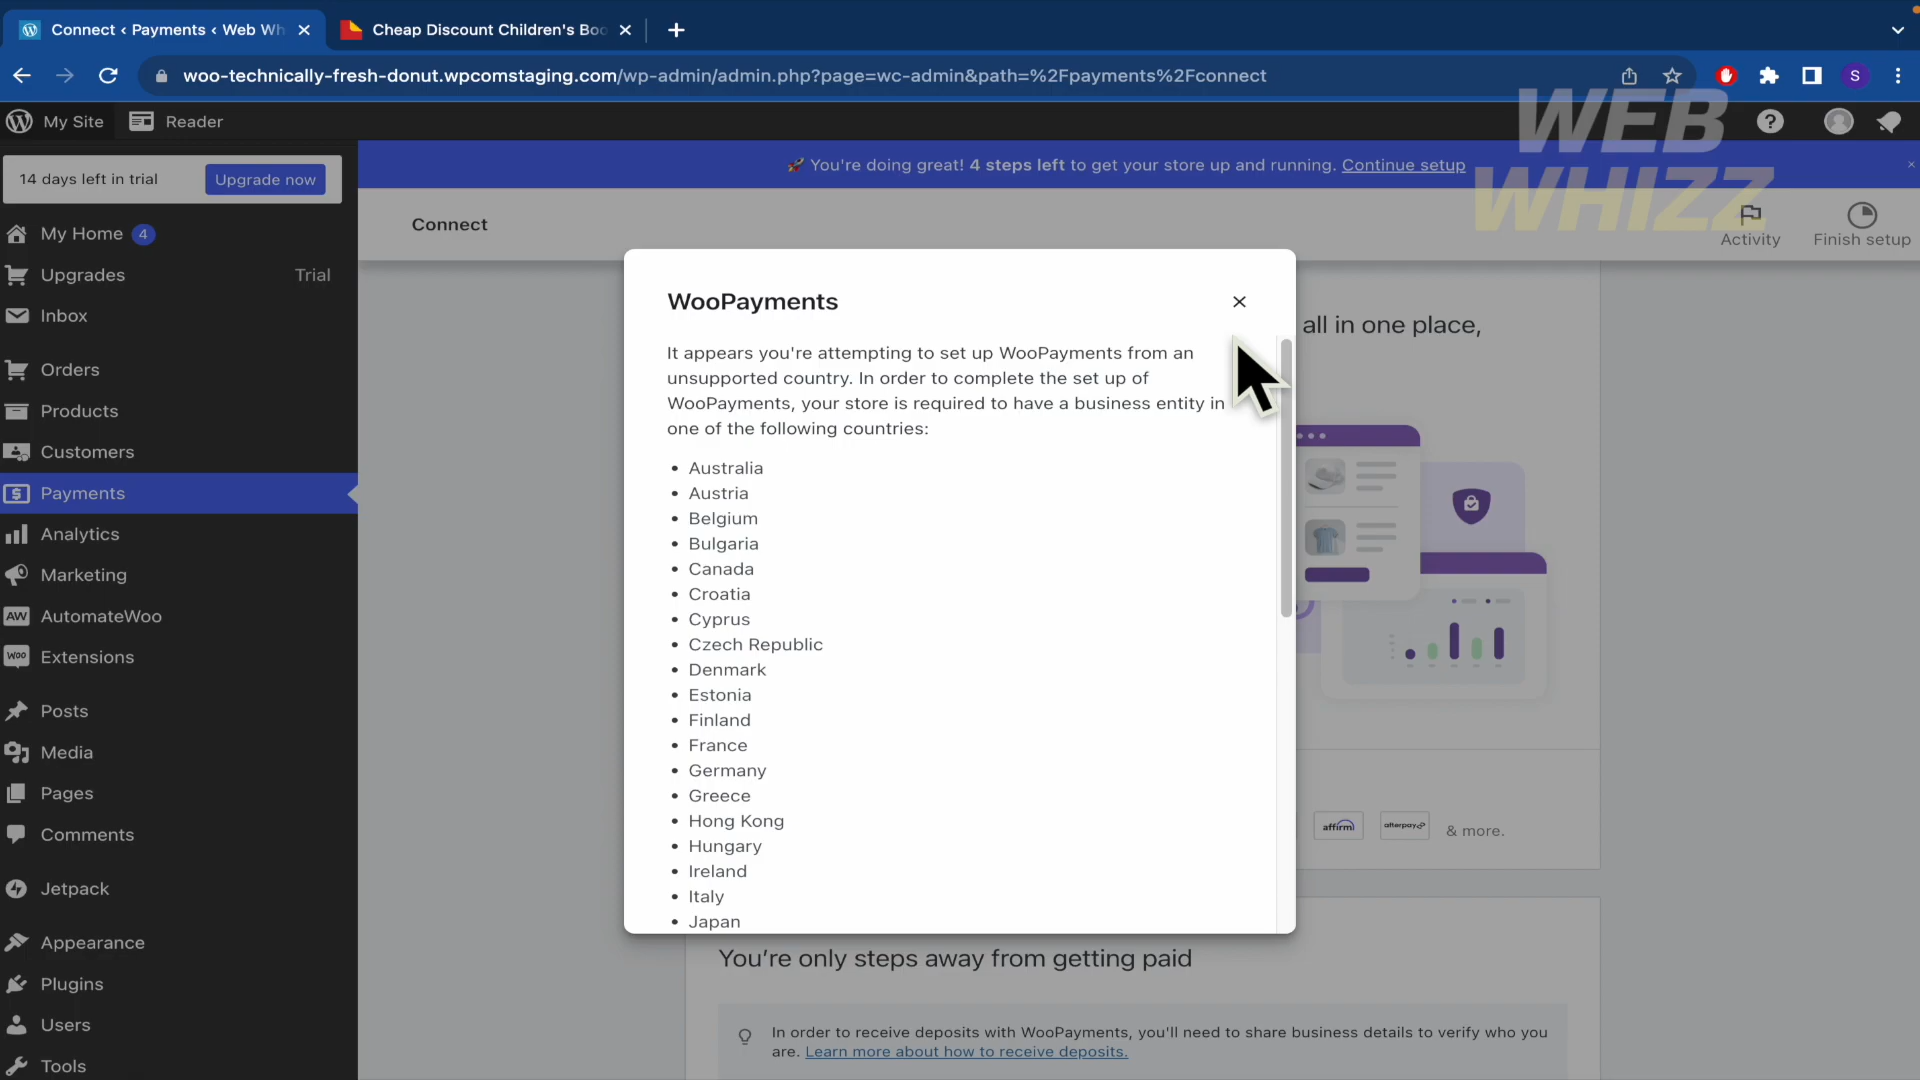 Connect ‹ Payments ‹ Web Wh
Cheap Discount Children's Boo
woo-technically-fresh-donut.wpcomstaging.com/wp-admin/admin.php?page=wc-admin&path=%2Fpayments%2Fconnect
S
My Site
Reader
WEB
WHIZZ
14 days left in trial
Upgrade now
🚀 You're doing great! 4 steps left to get your store up and running. Continue setup
My Home 4
Upgrades Trial
Inbox
Orders
Products
Customers
Payments
Analytics
Marketing
AW AutomateWoo
Woo Extensions
Posts
Media
Pages
Comments
Jetpack
Appearance
Plugins
Users
Tools
Connect
Activity
Finish setup
WooPayments
It appears you're attempting to set up WooPayments from an
unsupported country. In order to complete the set up of
WooPayments, your store is required to have a business entity in
one of the following countries:
• Australia
• Austria
• Belgium
• Bulgaria
• Canada
• Croatia
• Cyprus
• Czech Republic
• Denmark
• Estonia
• Finland
• France
• Germany
• Greece
• Hong Kong
• Hungary
• Ireland
• Italy
• Japan
all in one place,
affirm
afterpay
& more.
You're only steps away from getting paid
In order to receive deposits with WooPayments, you'll need to share business details to verify who you
are. Learn more about how to receive deposits.